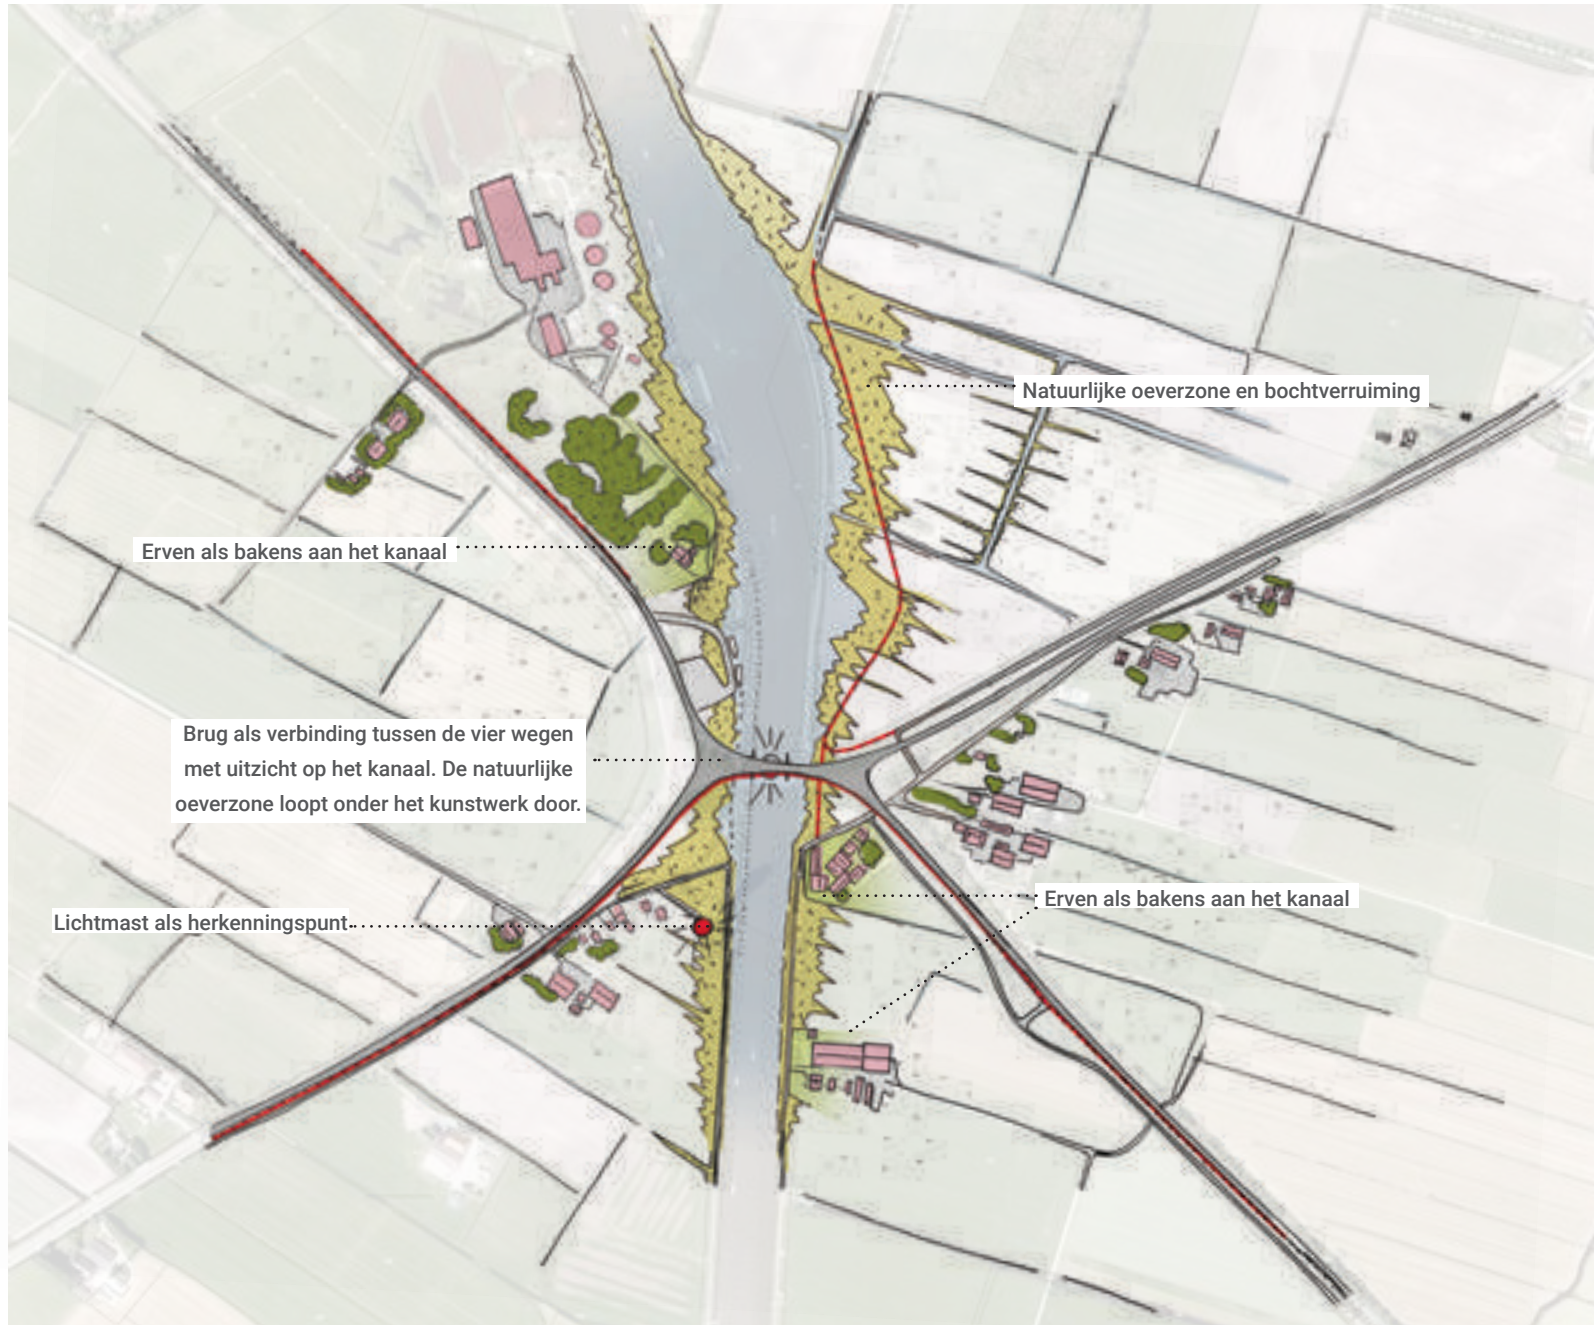 Natuurlijke oeverzone en bochtverruiming
Erven als bakens aan het kanaal
Brug als verbinding tussen de vier wegen
met uitzicht op het kanaal. De natuurlijke
oeverzone loopt onder het kunstwerk door.
Erven als bakens aan het kanaal
Lichtmast als herkenningspunt